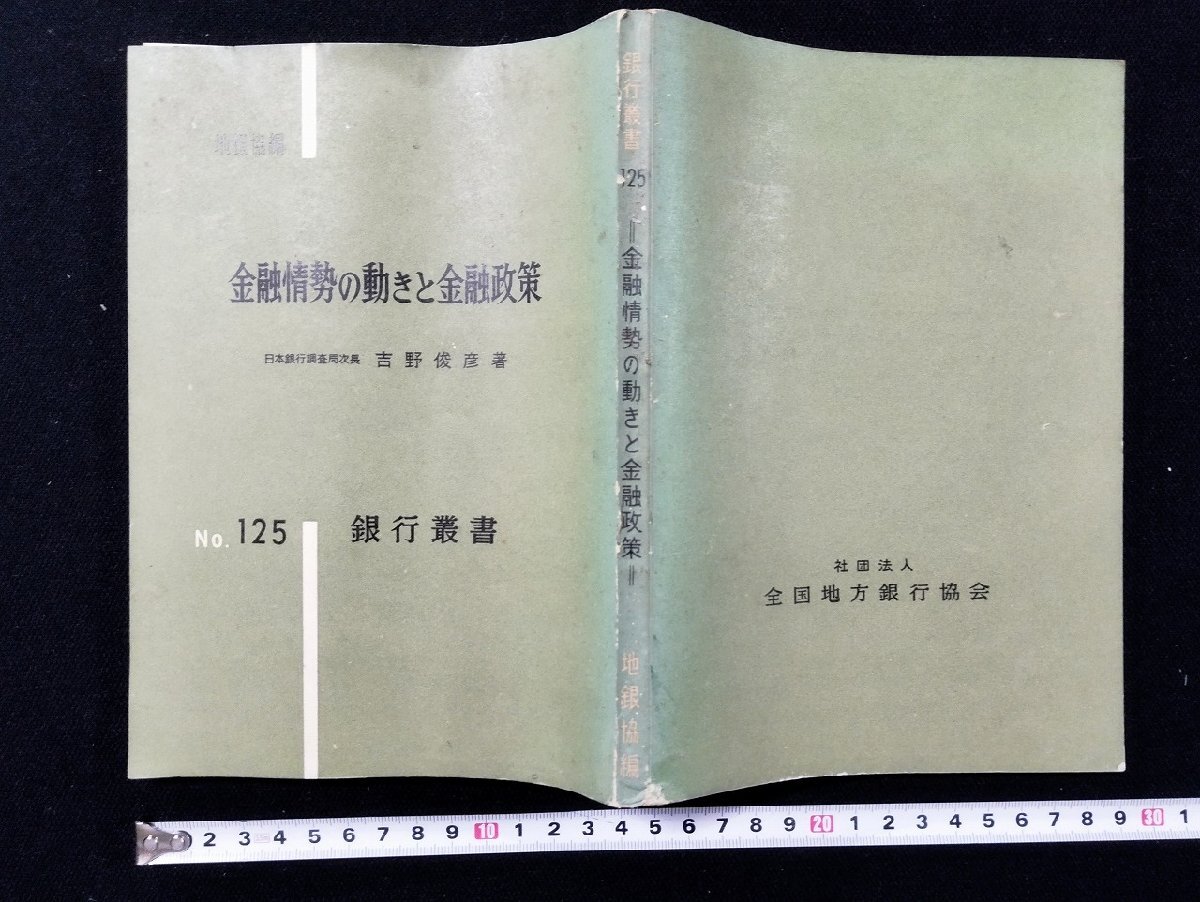 地銀協編
金融情勢の動きと金融政策
日本銀行調査局次長 吉野俊彦著
No. 125 銀行叢書
銀行叢書 125 =金融情勢の動きと金融政策= 地銀協編
社団法人
全国地方銀行協会
2 3 4 5 6 7 8 9 10 1 2 3 4 5 6 7 8 9 20 1 2 3 4 5 6 7 8 9 30 1